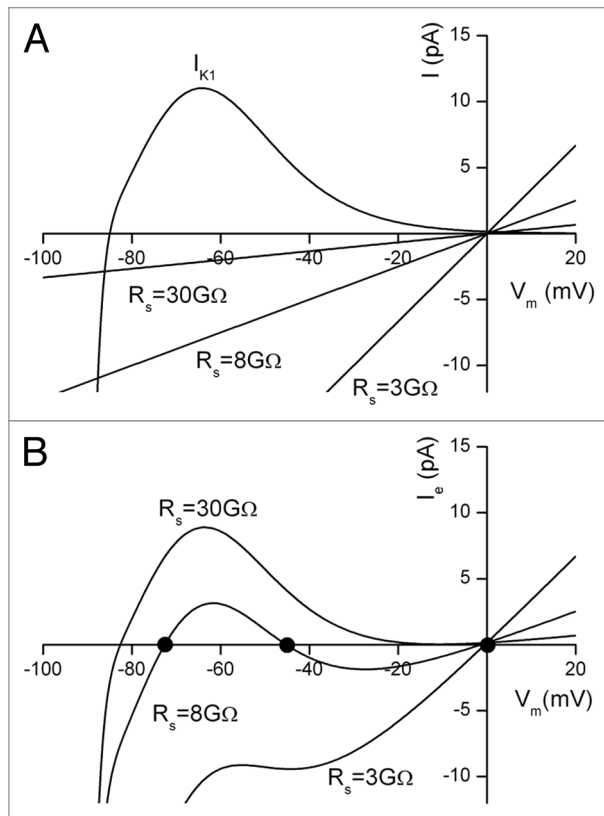 A
I (pA)
15
I_K1
10
5
-100 -80 -60 -40 -20 20
R_s=30GΩ
V_m (mV)
-5
R_s=8GΩ
R_s=3GΩ
-10
B
I_e (pA)
15
R_s=30GΩ
10
5
-100 -80 -60 -40 -20 20
V_m(mV)
R_s=8GΩ
-5
R_s=3GΩ
-10